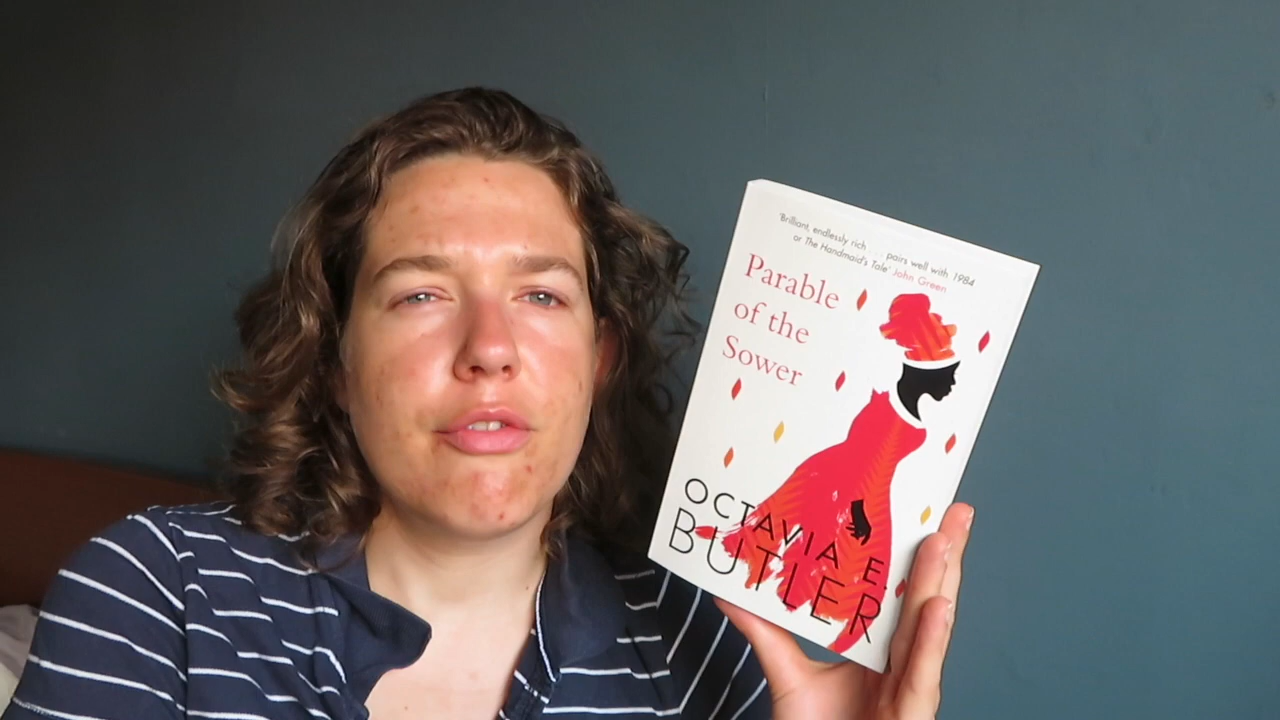 'Brilliant, endlessly rich . . . pairs well with 1984
or The Handmaid's Tale' John Green
Parable
of the
Sower
OCTAVIA E.
BUTLER